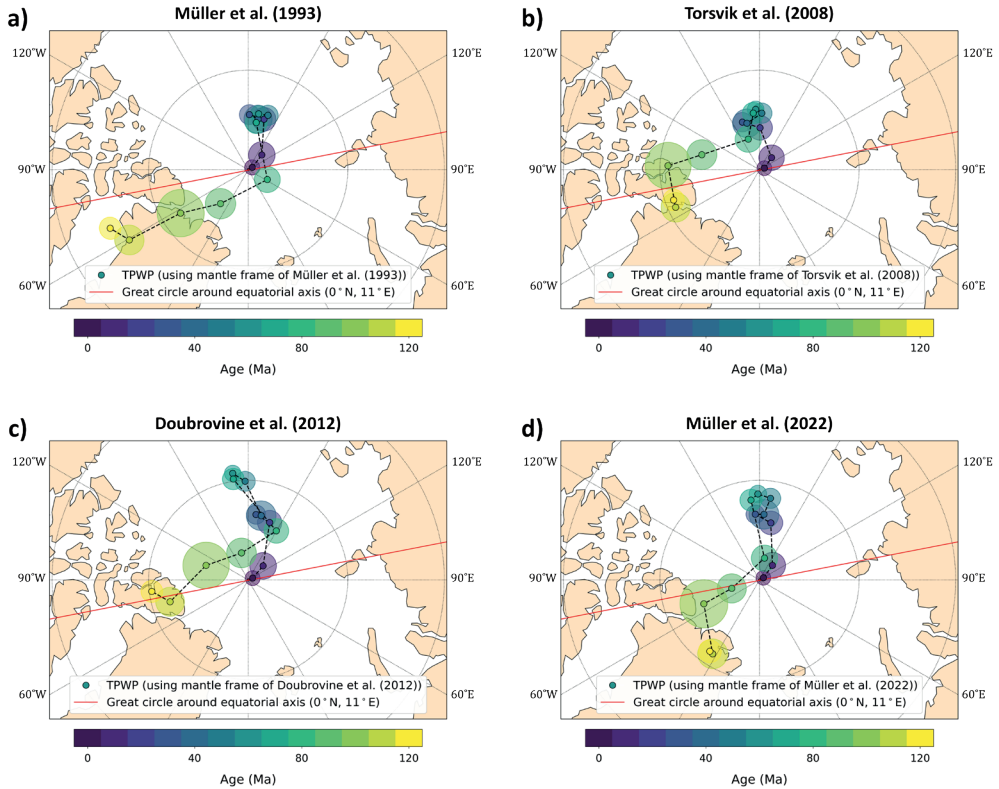 a)
Müller et al. (1993)
120°W
120°E
90°W
90°E
60°W
60°E
TPWP (using mantle frame of Müller et al. (1993))
Great circle around equatorial axis (0°N, 11°E)
0 40 80 120
Age (Ma)
b)
Torsvik et al. (2008)
120°W
120°E
90°W
90°E
60°W
60°E
TPWP (using mantle frame of Torsvik et al. (2008))
Great circle around equatorial axis (0°N, 11°E)
0 40 80 120
Age (Ma)
c)
Doubrovine et al. (2012)
120°W
120°E
90°W
90°E
60°W
60°E
TPWP (using mantle frame of Doubrovine et al. (2012))
Great circle around equatorial axis (0°N, 11°E)
0 40 80 120
Age (Ma)
d)
Müller et al. (2022)
120°W
120°E
90°W
90°E
60°W
60°E
TPWP (using mantle frame of Müller et al. (2022))
Great circle around equatorial axis (0°N, 11°E)
0 40 80 120
Age (Ma)